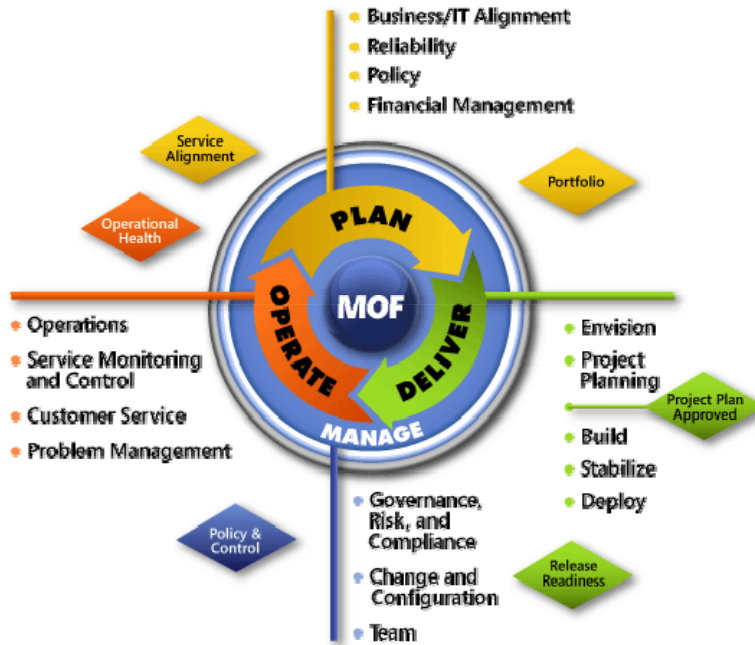 Business/IT Alignment
Reliability
Policy
Financial Management
Service
Alignment
Portfolio
Operational
Health
PLAN
MOF
OPERATE
DELIVER
MANAGE
Operations
Service Monitoring
and Control
Customer Service
Problem Management
Envision
Project
Planning
Project Plan
Approved
Build
Stabilize
Deploy
Policy &
Control
Governance,
Risk, and
Compliance
Change and
Configuration
Team
Release
Readiness